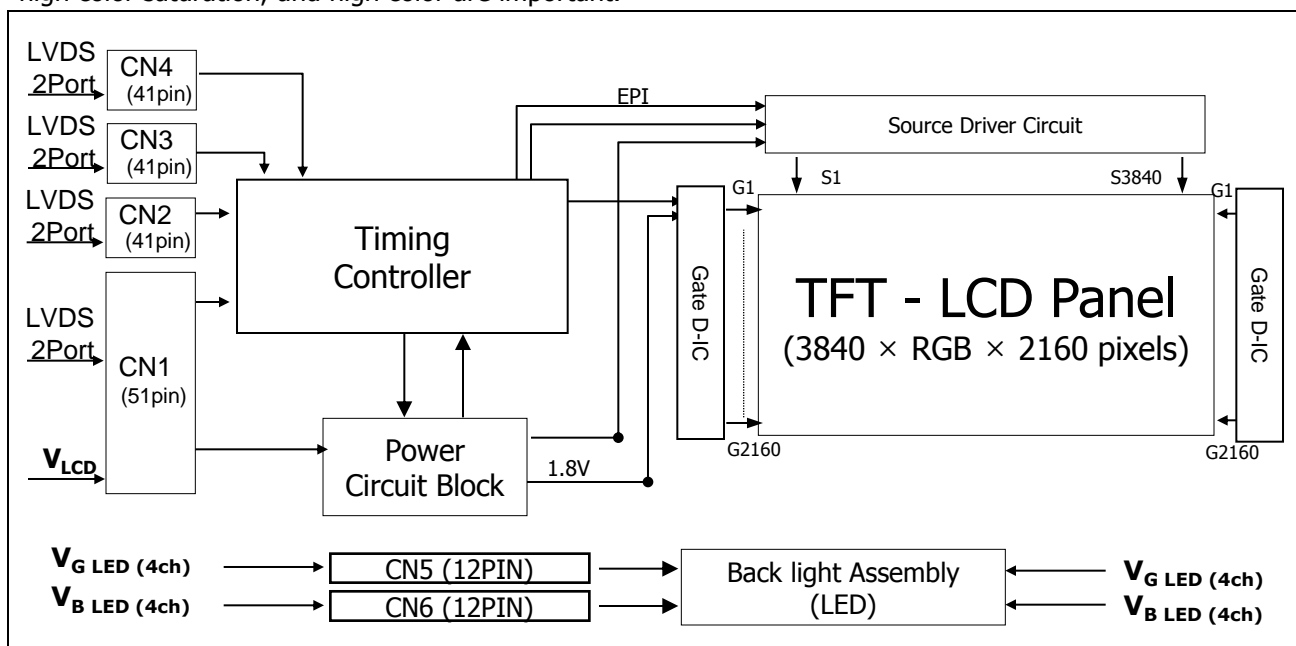 high color saturation, and high color are important.
LVDS
2Port
CN4
(41pin)
LVDS
2Port
CN3
(41pin)
LVDS
2Port
CN2
(41pin)
LVDS
2Port
CN1
(51pin)
VLCD
Timing
Controller
Power
Circuit Block
EPI
1.8V
Source Driver Circuit
S1
S3840
G1
G1
Gate D-IC
TFT - LCD Panel
(3840 × RGB × 2160 pixels)
Gate D-IC
G2160
G2160
VG LED (4ch)
CN5 (12PIN)
VB LED (4ch)
CN6 (12PIN)
Back light Assembly
(LED)
VG LED (4ch)
VB LED (4ch)